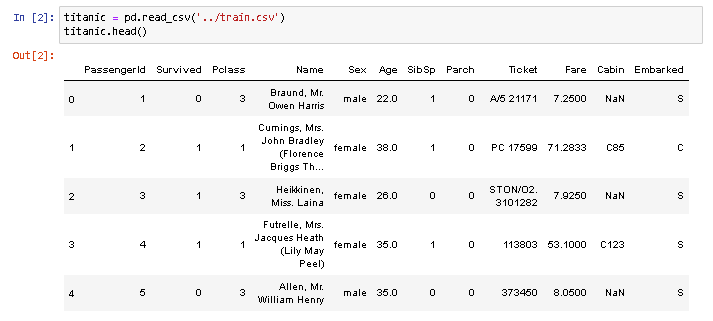 In [2]: titanic = pd.read_csv('../train.csv')
titanic.head()
Out[2]:
PassengerId Survived Pclass Name Sex Age SibSp Parch Ticket Fare Cabin Embarked
0 1 0 3 Braund, Mr. Owen Harris male 22.0 1 0 A/5 21171 7.2500 NaN S
1 2 1 1 Cumings, Mrs. John Bradley (Florence Briggs Th... female 38.0 1 0 PC 17599 71.2833 C85 C
2 3 1 3 Heikkinen, Miss. Laina female 26.0 0 0 STON/O2. 3101282 7.9250 NaN S
3 4 1 1 Futrelle, Mrs. Jacques Heath (Lily May Peel) female 35.0 1 0 113803 53.1000 C123 S
4 5 0 3 Allen, Mr. William Henry male 35.0 0 0 373450 8.0500 NaN S